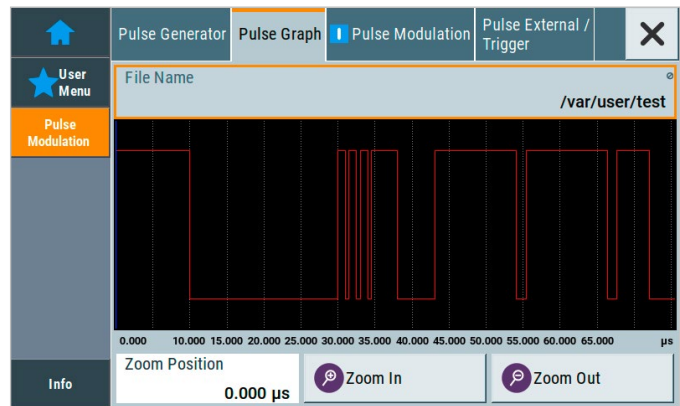 Pulse Generator
Pulse Graph
Pulse Modulation
Pulse External /
Trigger
User
Menu
File Name
/var/user/test
Pulse
Modulation
0.000 10.000 15.000 20.000 25.000 30.000 35.000 40.000 45.000 50.000 55.000 60.000 65.000 µs
Zoom Position
0.000 µs
Zoom In
Zoom Out
Info